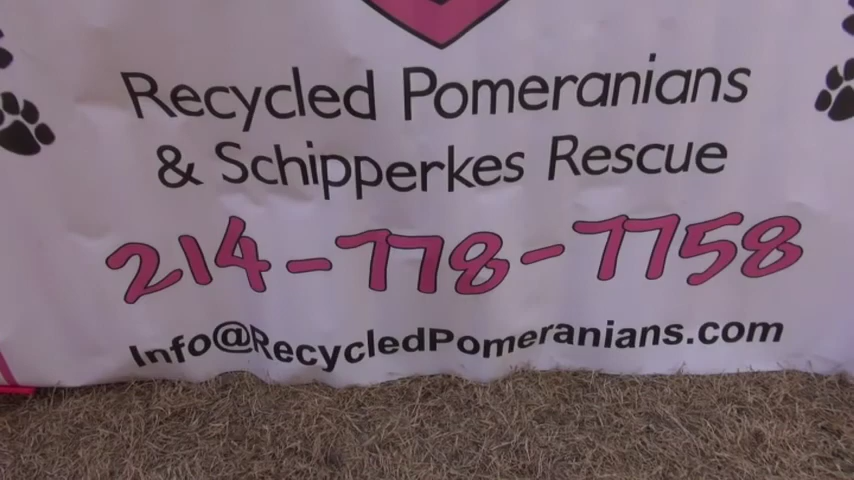 Recycled Pomeranians
& Schipperkes Rescue
214-778-7758
Info@RecycledPomeranians.com